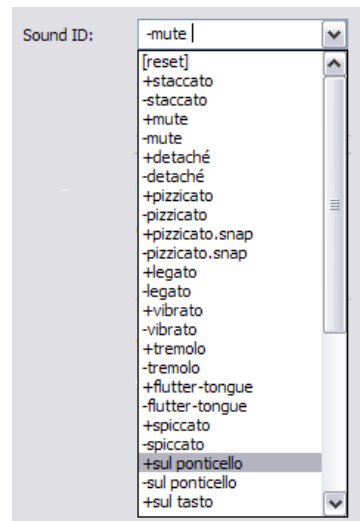 Sound ID: -mute
[reset]
+staccato
-staccato
+mute
-mute
+detaché
-detaché
+pizzicato
-pizzicato
+pizzicato.snap
-pizzicato.snap
+legato
-legato
+vibrato
-vibrato
+tremolo
-tremolo
+flutter-tongue
-flutter-tongue
+spiccato
-spiccato
+sul ponticello
-sul ponticello
+sul tasto